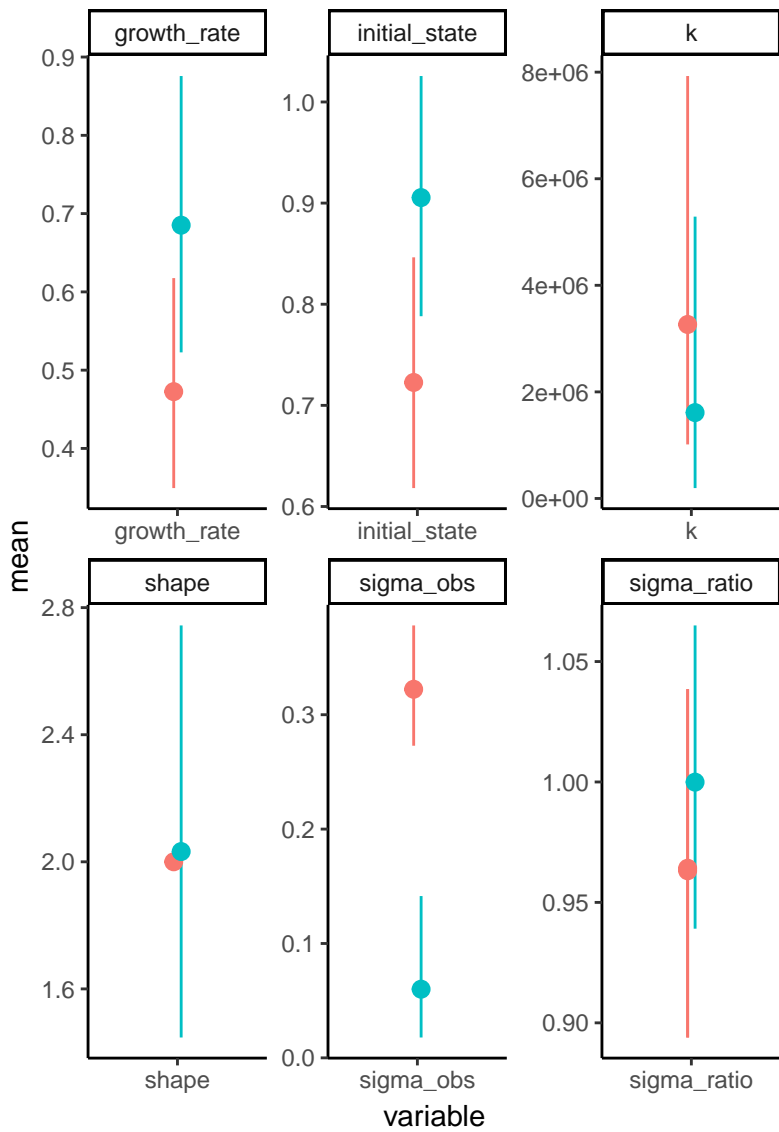 growth_rate
initial_state
k
0.9
0.8
0.7
0.6
0.5
0.4
1.0
0.9
0.8
0.7
0.6
8e+06
6e+06
4e+06
2e+06
0e+00
growth_rate
initial_state
k
mean
shape
sigma_obs
sigma_ratio
2.8
2.4
2.0
1.6
0.3
0.2
0.1
0.0
1.05
1.00
0.95
0.90
shape
sigma_obs
sigma_ratio
variable